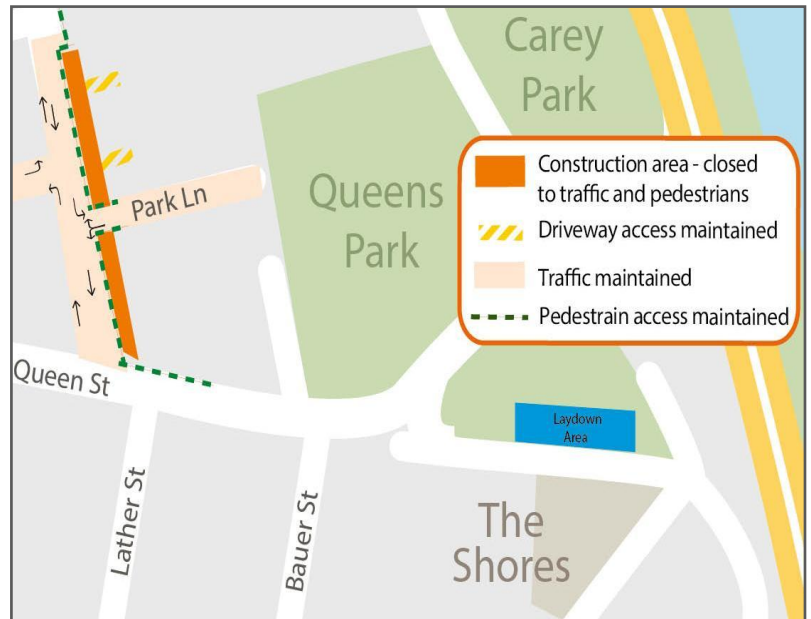 Carey
Park
Queens
Park
Construction area - closed
to traffic and pedestrians
Driveway access maintained
Traffic maintained
Pedestrain access maintained
Park Ln
Queen St
Lather St
Bauer St
Laydown
Area
The
Shores